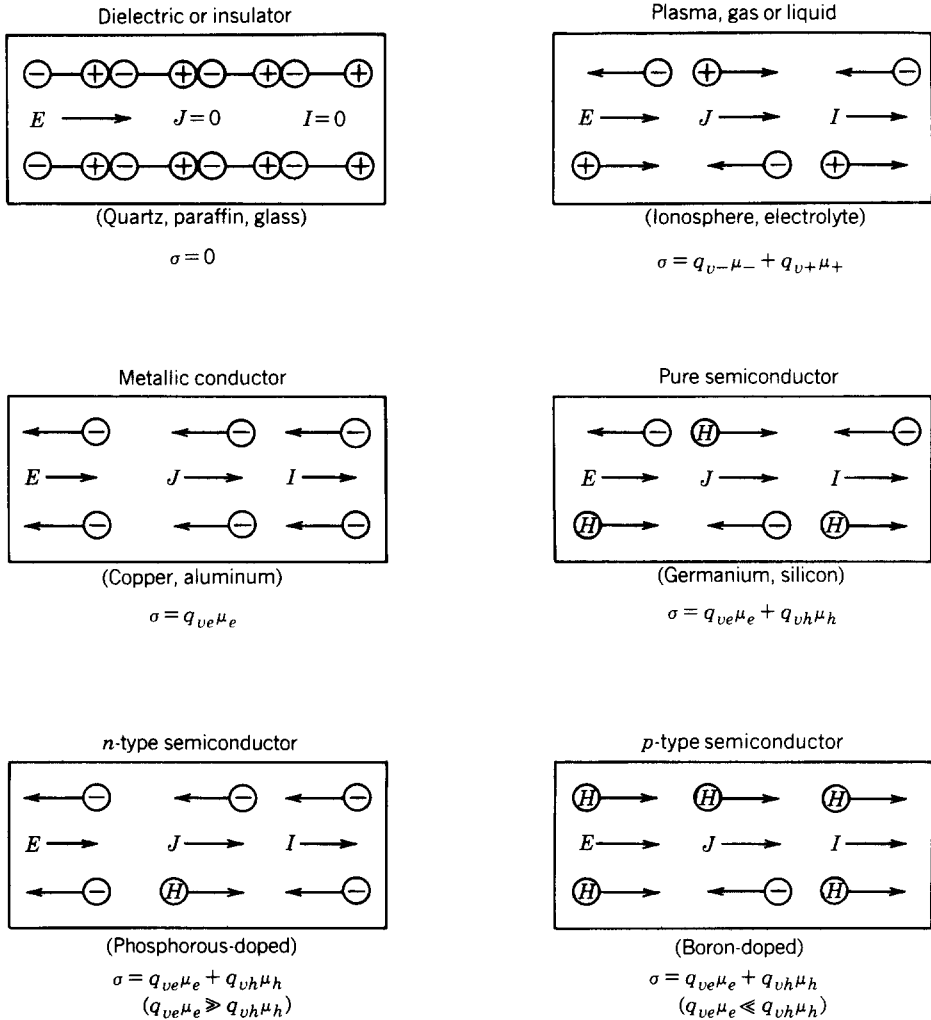 Dielectric or insulator
− + − + − + − +
E J = 0 I = 0
− + − + − + − +
(Quartz, paraffin, glass)
σ = 0
Plasma, gas or liquid
− + −
E J I
+ − +
(Ionosphere, electrolyte)
σ = q_{v−}μ_− + q_{v+}μ_+
Metallic conductor
− − −
E J I
− − −
(Copper, aluminum)
σ = q_{ve}μ_e
Pure semiconductor
− H −
E J I
H − H
(Germanium, silicon)
σ = q_{ve}μ_e + q_{vh}μ_h
n-type semiconductor
− − −
E J I
− H −
(Phosphorous-doped)
σ = q_{ve}μ_e + q_{vh}μ_h
(q_{ve}μ_e ≫ q_{vh}μ_h)
p-type semiconductor
H H H
E J I
H − H
(Boron-doped)
σ = q_{ve}μ_e + q_{vh}μ_h
(q_{ve}μ_e ≪ q_{vh}μ_h)